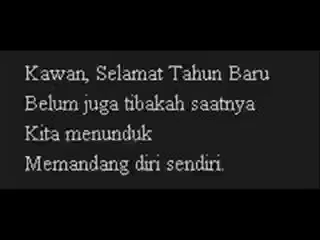 Kawan, Selamat Tahun Baru
Belum juga tibakah saatnya
Kita menunduk
Memandang diri sendiri.